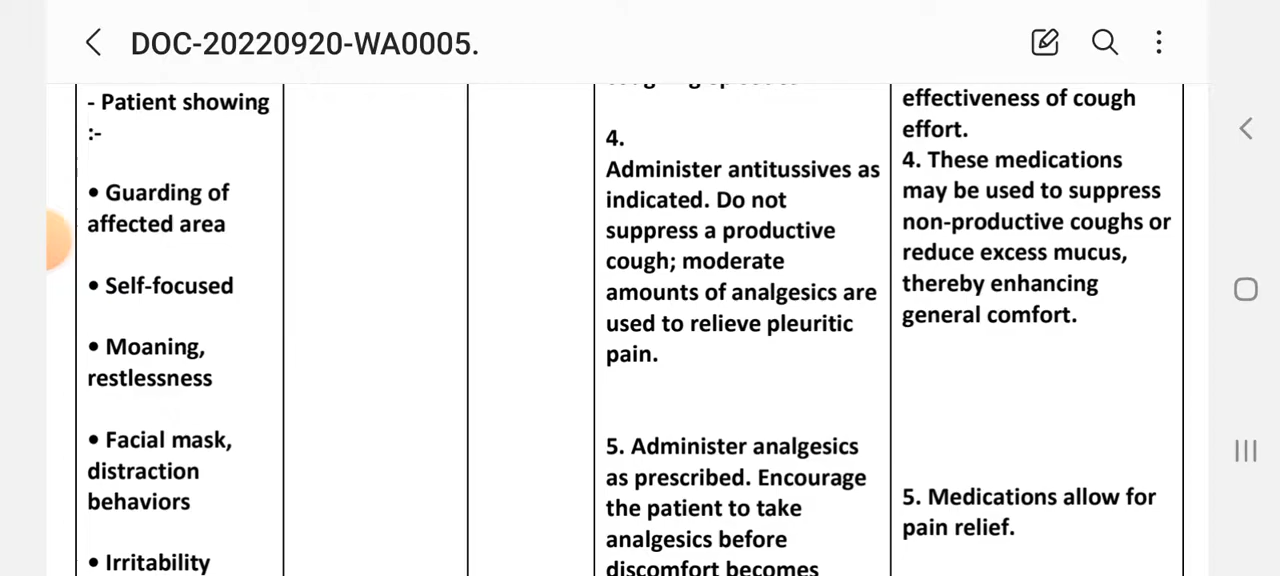 DOC-20220920-WA0005.
- Patient showing
:-
• Guarding of
affected area
• Self-focused
• Moaning,
restlessness
• Facial mask,
distraction
behaviors
• Irritability
4.
Administer antitussives as
indicated. Do not
suppress a productive
cough; moderate
amounts of analgesics are
used to relieve pleuritic
pain.
5. Administer analgesics
as prescribed. Encourage
the patient to take
analgesics before
discomfort becomes
effectiveness of cough
effort.
4. These medications
may be used to suppress
non-productive coughs or
reduce excess mucus,
thereby enhancing
general comfort.
5. Medications allow for
pain relief.